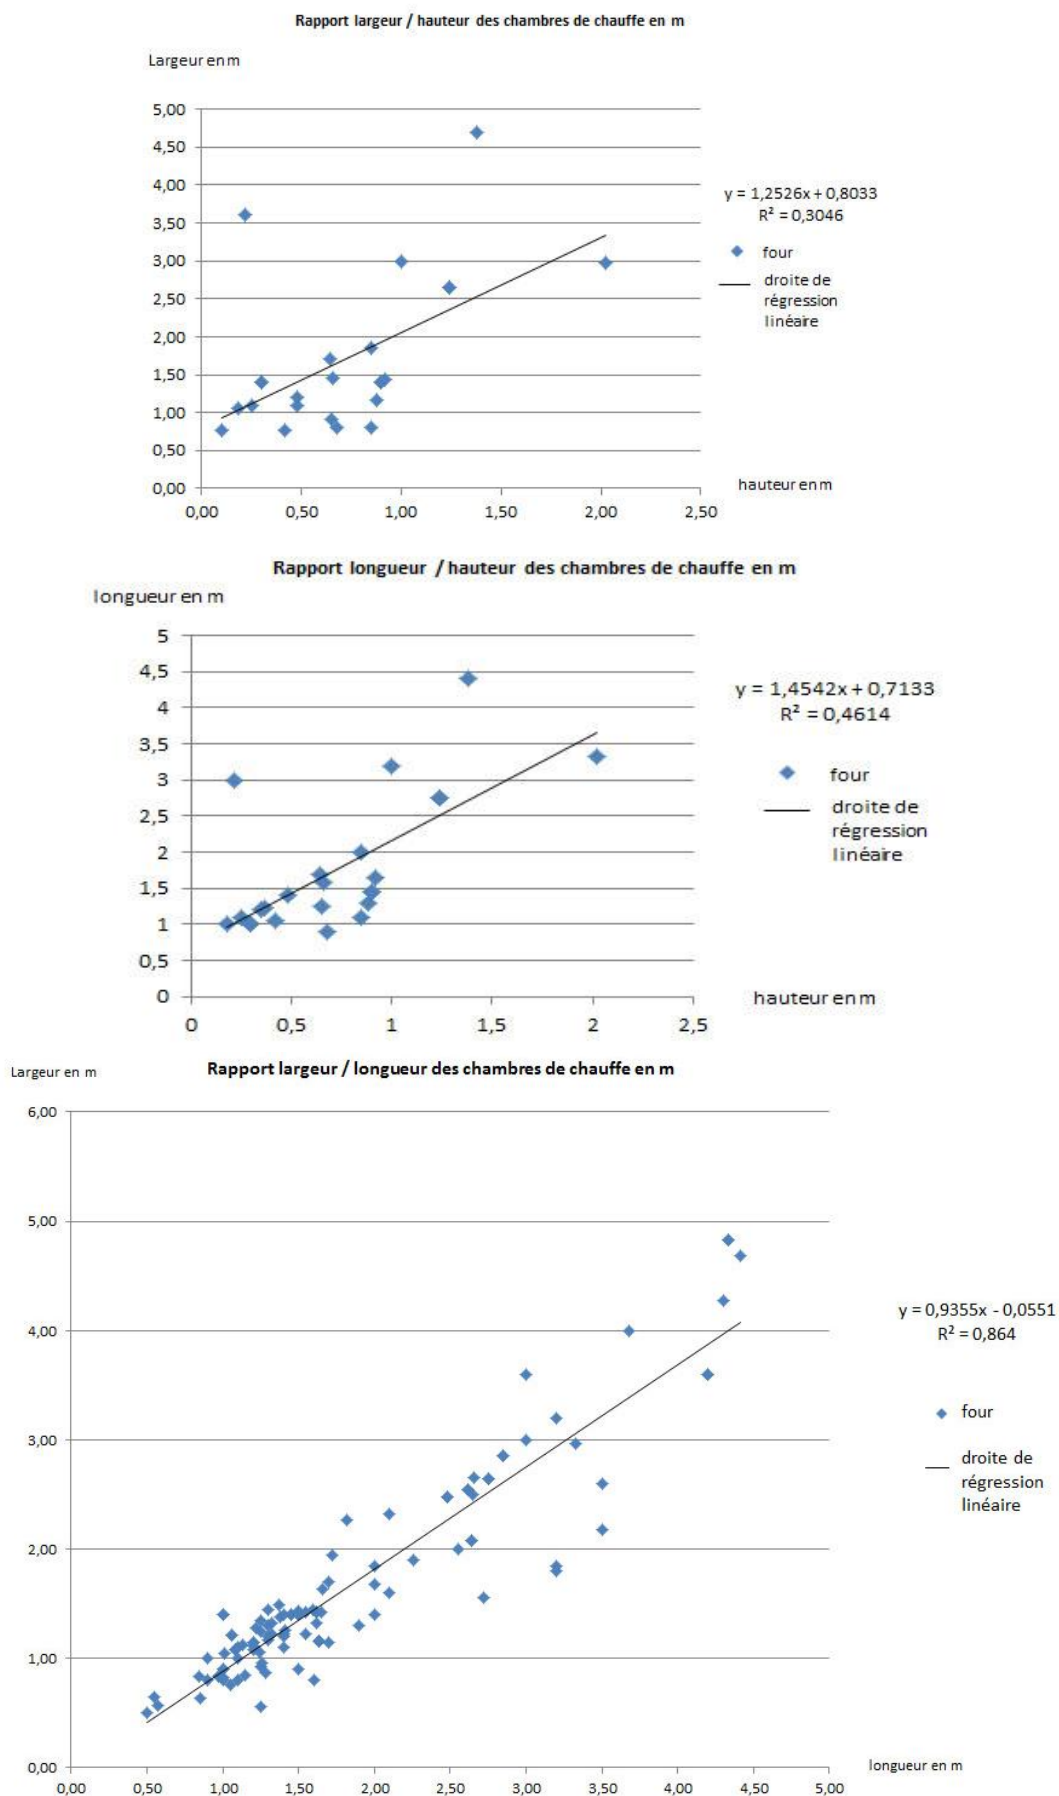 Rapport largeur / hauteur des chambres de chauffe en m
Largeur en m
5,00
4,50
4,00
3,50
3,00
2,50
2,00
1,50
1,00
0,50
0,00
0,00 0,50 1,00 1,50 2,00 2,50
hauteur en m
y = 1,2526x + 0,8033
R² = 0,3046
four
droite de
régression
linéaire
Rapport longueur / hauteur des chambres de chauffe en m
longueur en m
5
4,5
4
3,5
3
2,5
2
1,5
1
0,5
0
0 0,5 1 1,5 2 2,5
hauteur en m
y = 1,4542x + 0,7133
R² = 0,4614
four
droite de
régression
linéaire
Largeur en m
Rapport largeur / longueur des chambres de chauffe en m
6,00
5,00
4,00
3,00
2,00
1,00
0,00
0,00 0,50 1,00 1,50 2,00 2,50 3,00 3,50 4,00 4,50 5,00
longueur en m
y = 0,9355x - 0,0551
R² = 0,864
four
droite de
régression
linéaire